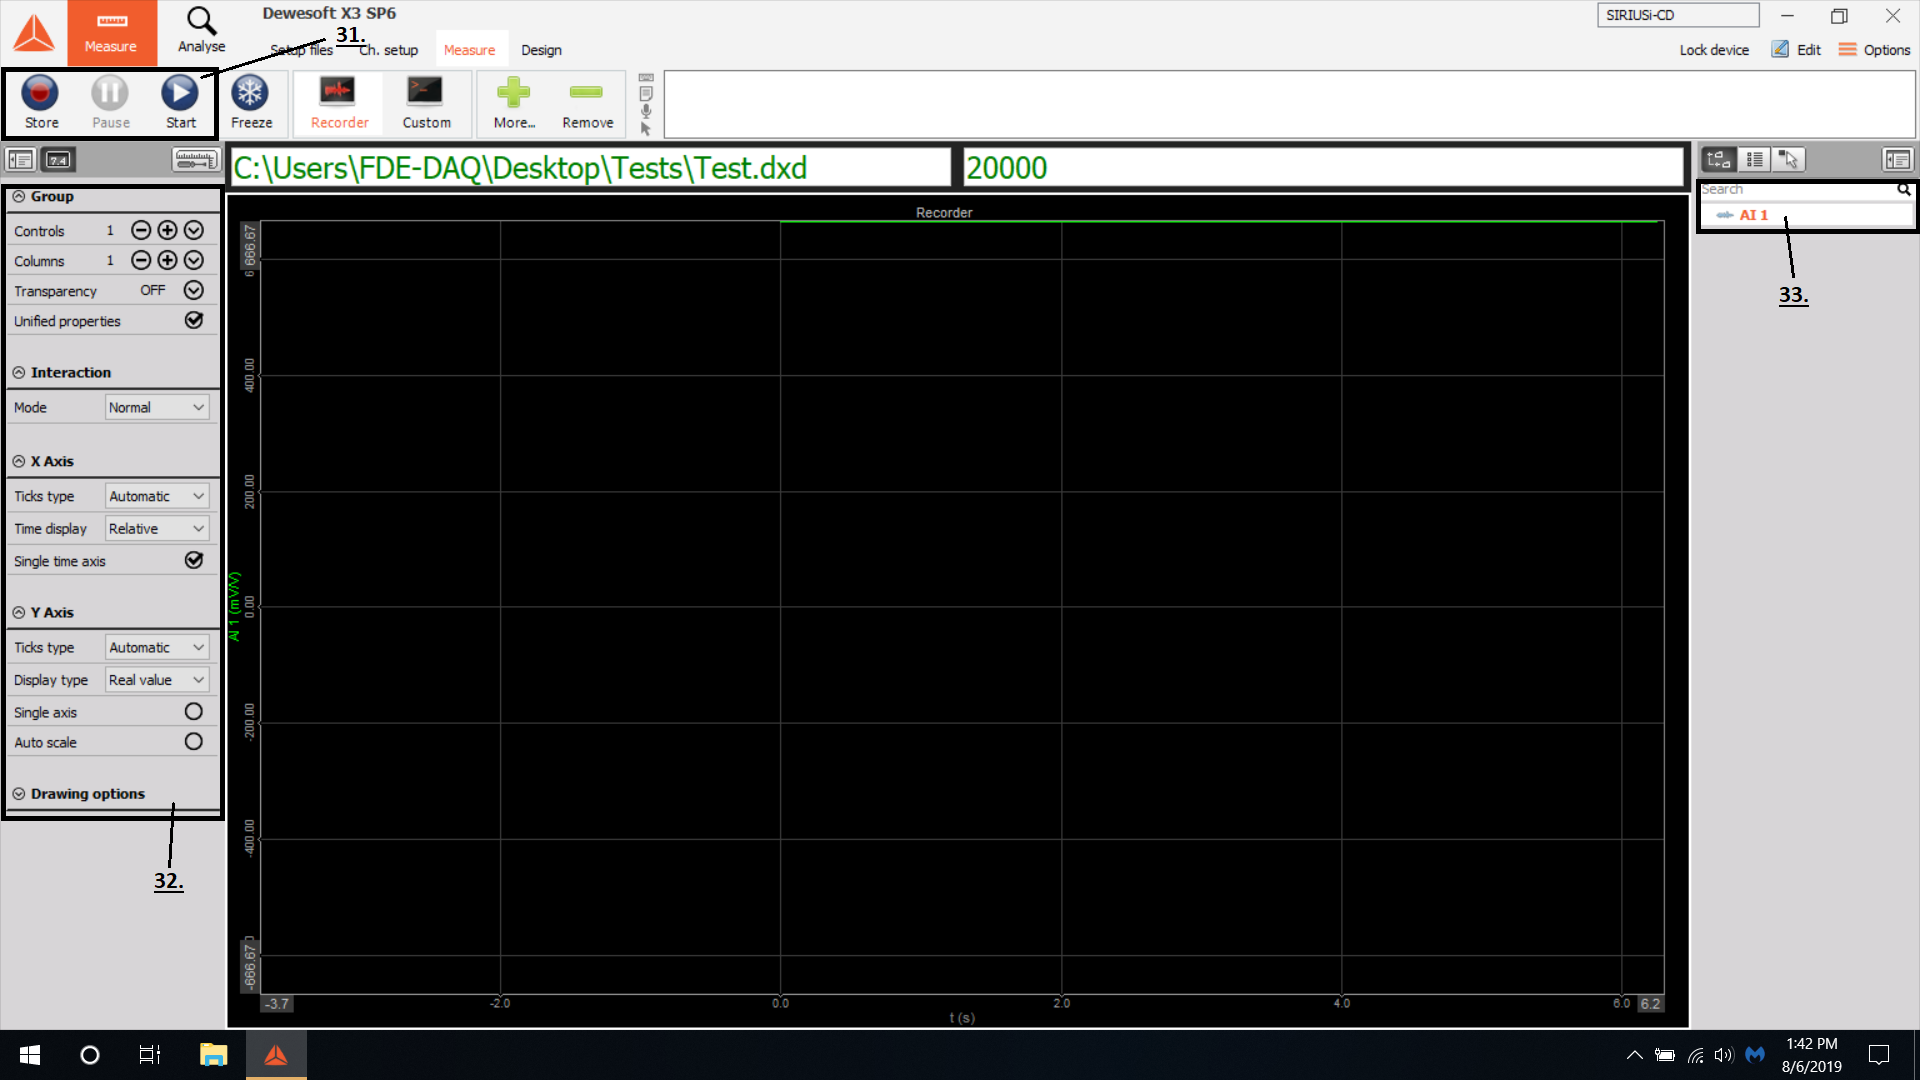 Dewesoft X3 SP6
SIRIUSi-CD
Measure
Analyse
Setup files
31.
Ch. setup
Measure
Design
Lock device
Edit
Options
Store
Pause
Start
Freeze
Recorder
Custom
More...
Remove
7.4
C:\Users\FDE-DAQ\Desktop\Tests\Test.dxd
20000
Search
AI 1
33.
Group
Controls 1
Columns 1
Transparency OFF
Unified properties
Interaction
Mode Normal
X Axis
Ticks type Automatic
Time display Relative
Single time axis
Y Axis
Ticks type Automatic
Display type Real value
Single axis
Auto scale
Drawing options
32.
Recorder
666.67
400.00
200.00
0.00
-200.00
-400.00
-666.67
AI 1 (mV/V)
-3.7
-2.0
0.0
2.0
4.0
6.0
6.2
t (s)
1:42 PM
8/6/2019